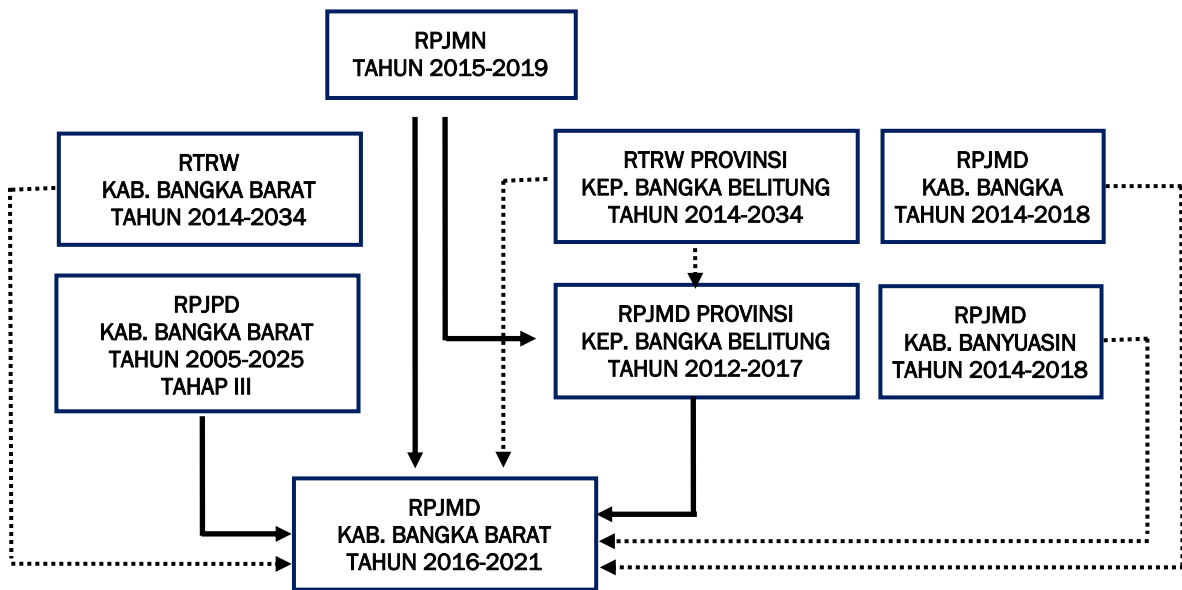 RPJMN
TAHUN 2015-2019
RTRW
KAB. BANGKA BARAT
TAHUN 2014-2034
RTRW PROVINSI
KEP. BANGKA BELITUNG
TAHUN 2014-2034
RPJMD
KAB. BANGKA
TAHUN 2014-2018
RPJPD
KAB. BANGKA BARAT
TAHUN 2005-2025
TAHAP III
RPJMD PROVINSI
KEP. BANGKA BELITUNG
TAHUN 2012-2017
RPJMD
KAB. BANYUASIN
TAHUN 2014-2018
RPJMD
KAB. BANGKA BARAT
TAHUN 2016-2021